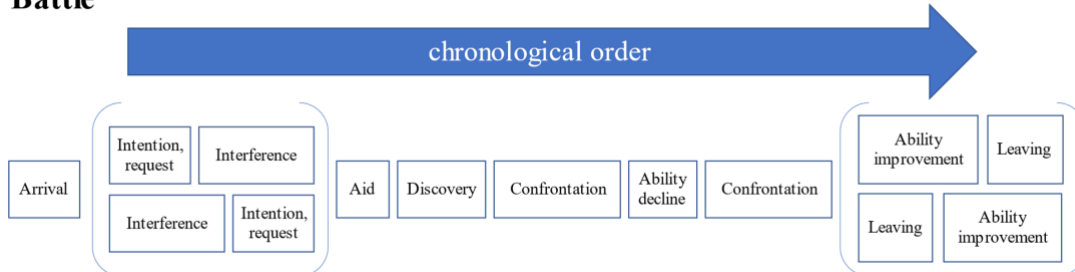 Battle
chronological order
Arrival
Intention,
request
Interference
Interference
Intention,
request
Aid
Discovery
Confrontation
Ability
decline
Confrontation
Ability
improvement
Leaving
Leaving
Ability
improvement